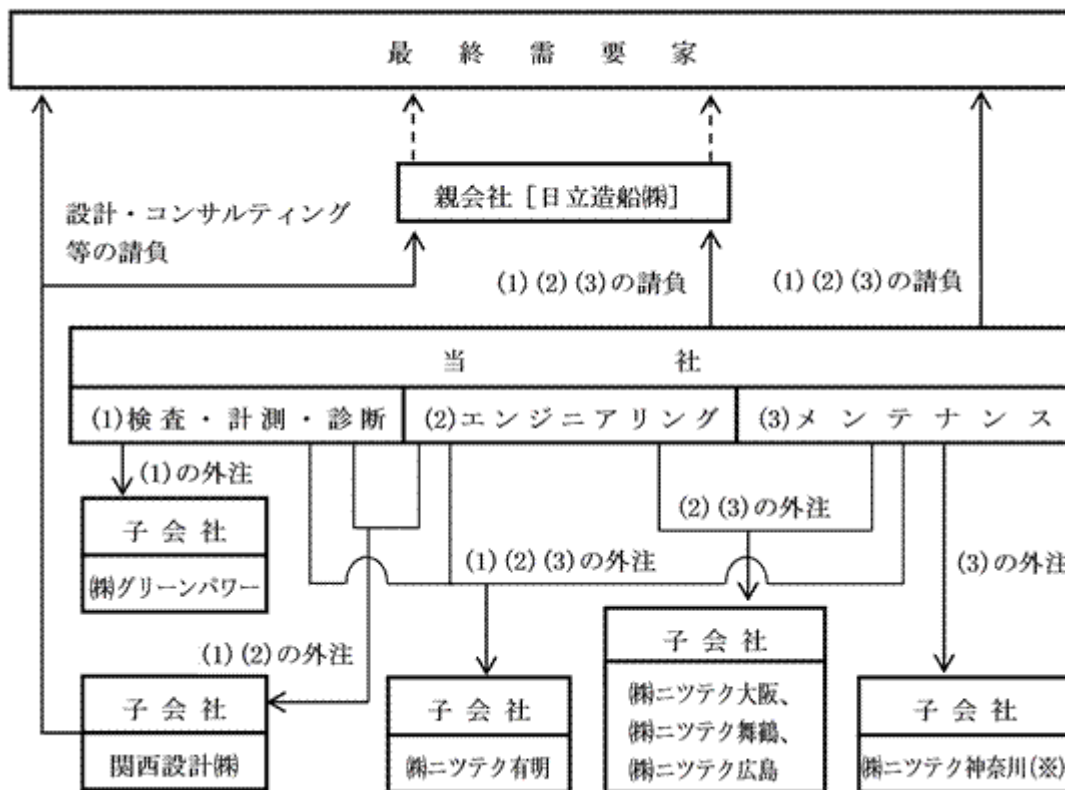 最終需要家
親会社[日立造船㈱]
設計・コンサルティング
等の請負
(1)(2)(3)の請負
(1)(2)(3)の請負
当社
(1)検査・計測・診断
(2)エンジニアリング
(3)メンテナンス
(1)の外注
子会社
㈱グリーンパワー
(2)(3)の外注
(1)(2)(3)の外注
(3)の外注
(1)(2)の外注
子会社
関西設計㈱
子会社
㈱ニツテク有明
子会社
㈱ニツテク大阪、
㈱ニツテク舞鶴、
㈱ニツテク広島
子会社
㈱ニツテク神奈川(※)